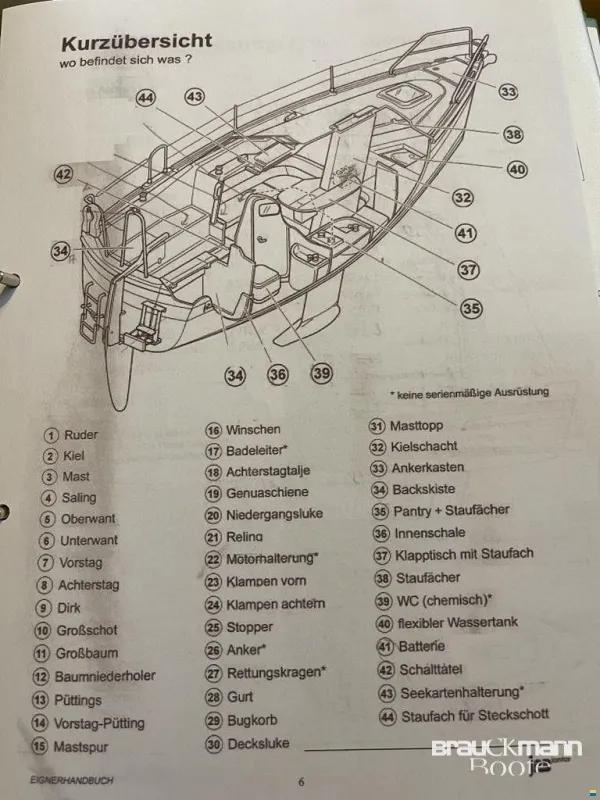 Kurzübersicht
wo befindet sich was ?
44
43
33
38
42
40
32
41
34
37
35
34
36
39
* keine serienmäßige Ausrüstung
1 Ruder
2 Kiel
3 Mast
4 Saling
5 Oberwant
6 Unterwant
7 Vorstag
8 Achterstag
9 Dirk
10 Großschot
11 Großbaum
12 Baumniederholer
13 Püttings
14 Vorstag-Pütting
15 Mastspur
16 Winschen
17 Badeleiter*
18 Achterstagtalje
19 Genuaschiene
20 Niedergangsluke
21 Reling
22 Motorhalterung*
23 Klampen vorn
24 Klampen achtern
25 Stopper
26 Anker*
27 Rettungskragen*
28 Gurt
29 Bugkorb
30 Decksluke
31 Masttopp
32 Kielschacht
33 Ankerkasten
34 Backskiste
35 Pantry + Staufächer
36 Innenschale
37 Klapptisch mit Staufach
38 Staufächer
39 WC (chemisch)*
40 flexibler Wassertank
41 Batterie
42 Schalttafel
43 Seekartenhalterung*
44 Staufach für Steckschott
Brauckmann
Boote
EIGNERHANDBUCH
6